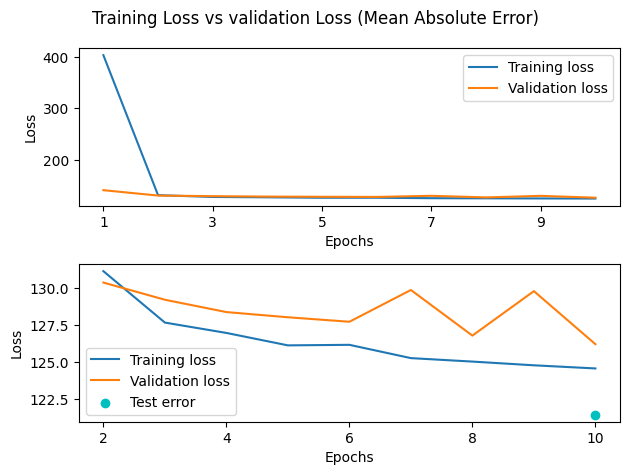 Training Loss vs validation Loss (Mean Absolute Error)
400
300
200
Loss
Training loss
Validation loss
1
3
5
7
9
Epochs
130.0
127.5
125.0
122.5
Loss
Training loss
Validation loss
Test error
2
4
6
8
10
Epochs